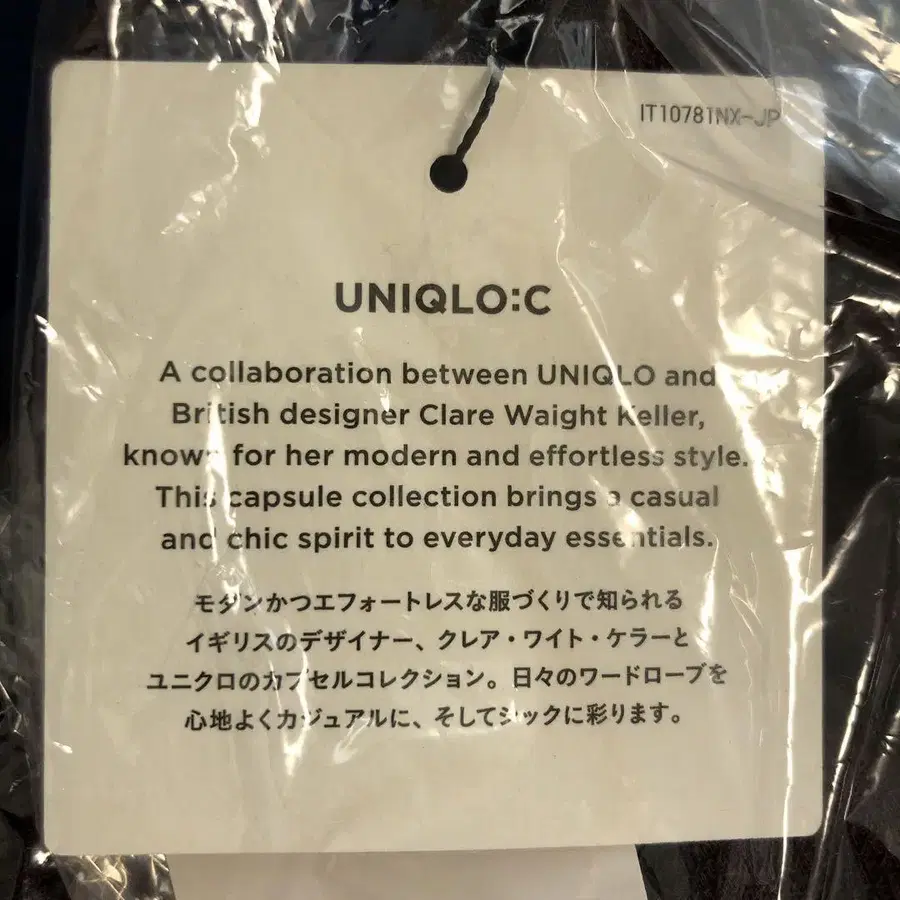 IT10781NX-JP
UNIQLO:C
A collaboration between UNIQLO and
British designer Clare Waight Keller,
known for her modern and effortless style.
This capsule collection brings a casual
and chic spirit to everyday essentials.
モダンかつエフォートレスな服づくりで知られる
イギリスのデザイナー、クレア・ワイト・ケラーと
ユニクロのカプセルコレクション。日々のワードローブを
心地よくカジュアルに、そしてシックに彩ります。